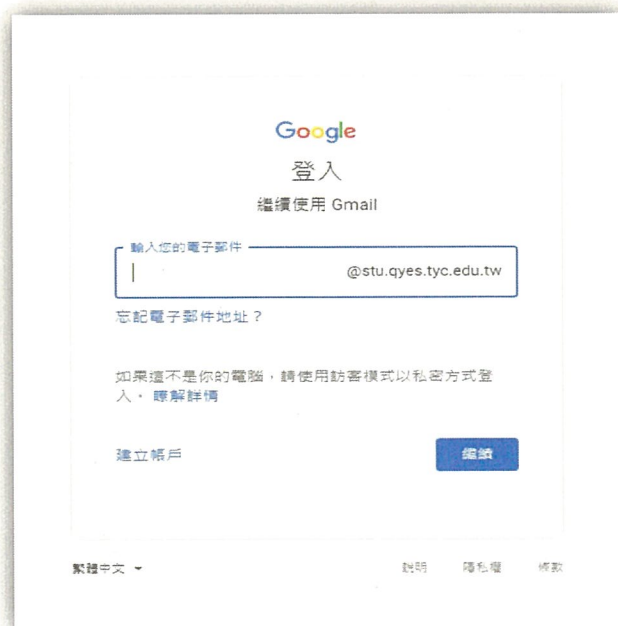 Google
登入
繼續使用 Gmail
輸入您的電子郵件
@stu.qyes.tyc.edu.tw
忘記電子郵件地址？
如果這不是你的電腦，請使用訪客模式以私密方式登
入。 瞭解詳情
建立帳戶
繼續
繁體中文
說明 隱私權 條款